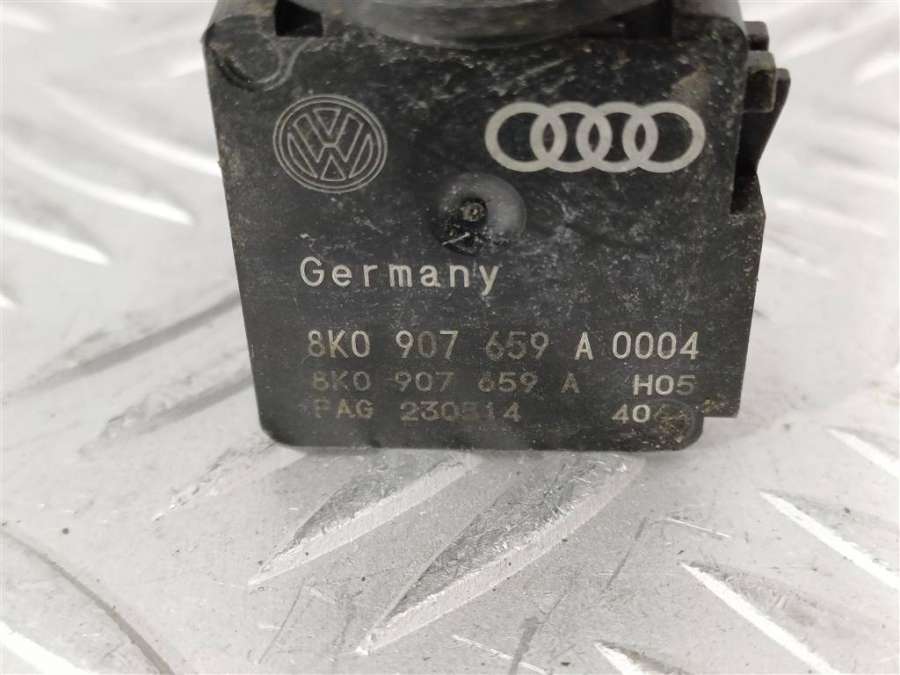 Germany
8K0 907 659 A 0004
8K0 907 659 A H05
PAG 230514